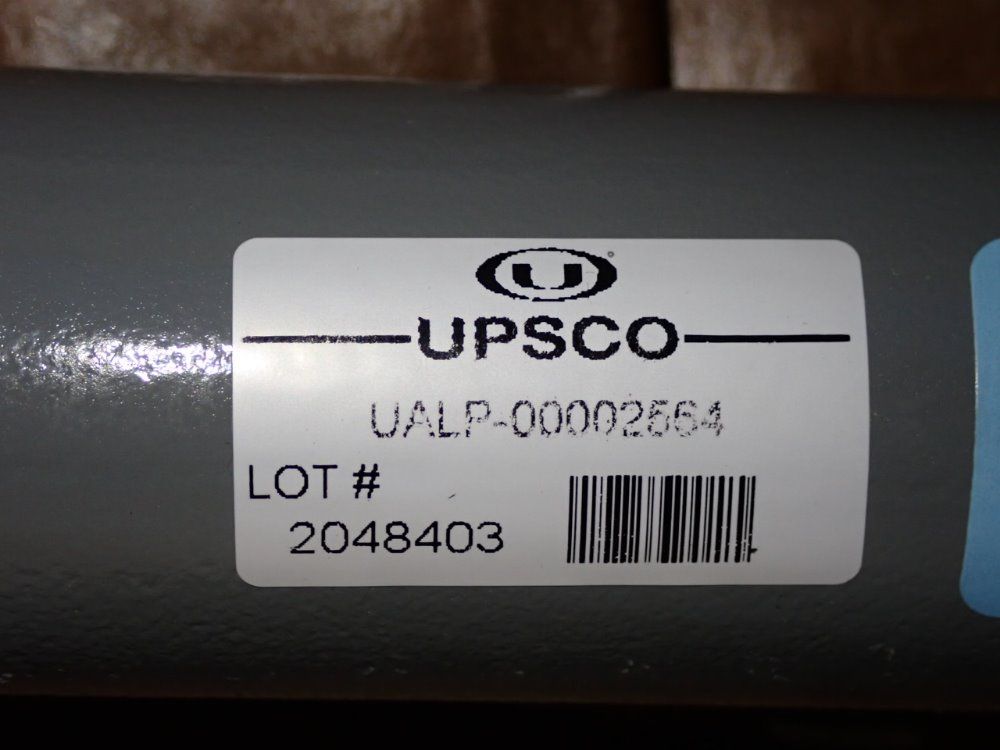 U
UPSCO
UALP-00002564
LOT #
2048403